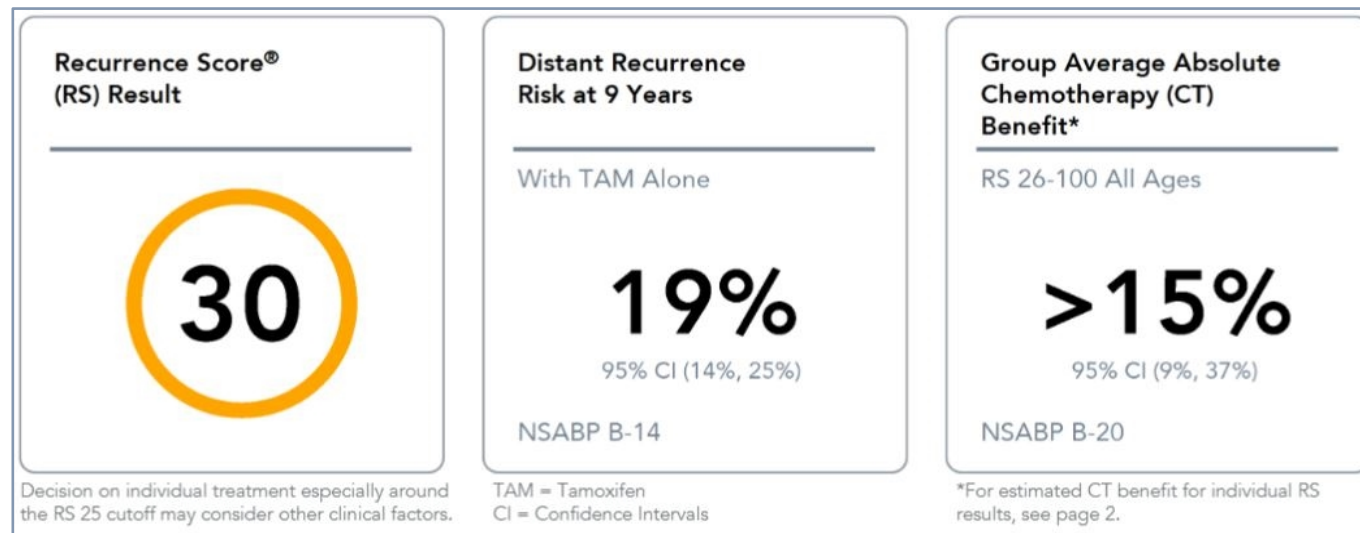 Recurrence Score®
(RS) Result
30
Decision on individual treatment especially around
the RS 25 cutoff may consider other clinical factors.
Distant Recurrence
Risk at 9 Years
With TAM Alone
19%
95% CI (14%, 25%)
NSABP B-14
TAM = Tamoxifen
CI = Confidence Intervals
Group Average Absolute
Chemotherapy (CT)
Benefit*
RS 26-100 All Ages
>15%
95% CI (9%, 37%)
NSABP B-20
*For estimated CT benefit for individual RS
results, see page 2.